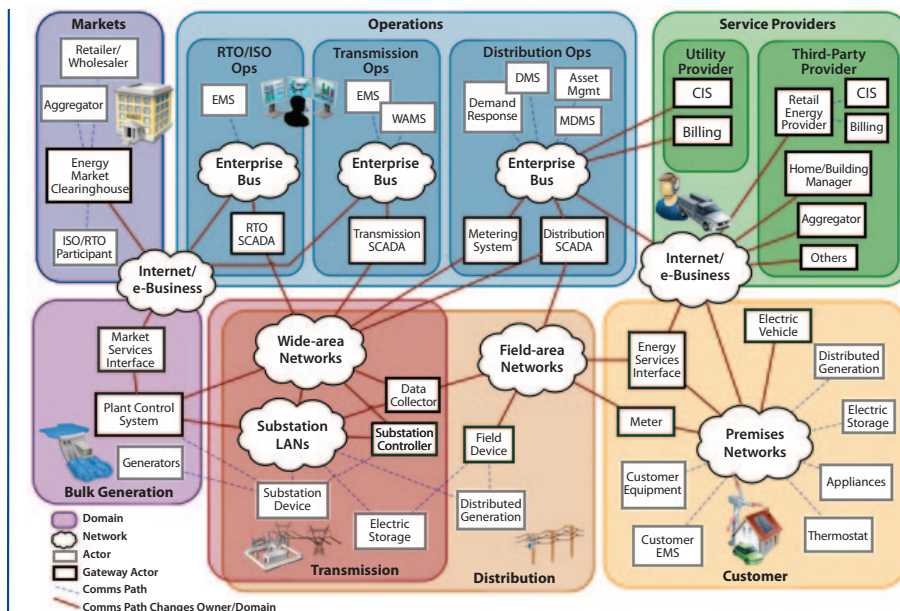 Markets
Retailer/
Wholesaler
Aggregator
Energy
Market
Clearinghouse
ISO/RTO
Participant
Operations
RTO/ISO
Ops
EMS
Enterprise
Bus
RTO
SCADA
Transmission
Ops
EMS
WAMS
Enterprise
Bus
Transmission
SCADA
Distribution Ops
DMS
Asset
Mgmt
Demand
Response
MDMS
Enterprise
Bus
Metering
System
Distribution
SCADA
Service Providers
Utility
Provider
CIS
Billing
Third-Party
Provider
Retail
Energy
Provider
CIS
Billing
Home/Building
Manager
Aggregator
Others
Internet/
e-Business
Internet/
e-Business
Market
Services
Interface
Plant Control
System
Generators
Bulk Generation
Wide-area
Networks
Substation
LANs
Data
Collector
Substation
Controller
Substation
Device
Electric
Storage
Transmission
Field-area
Networks
Field
Device
Distributed
Generation
Distribution
Energy
Services
Interface
Electric
Vehicle
Distributed
Generation
Meter
Premises
Networks
Electric
Storage
Customer
Equipment
Appliances
Customer
EMS
Thermostat
Customer
Domain
Network
Actor
Gateway Actor
Comms Path
Comms Path Changes Owner/Domain